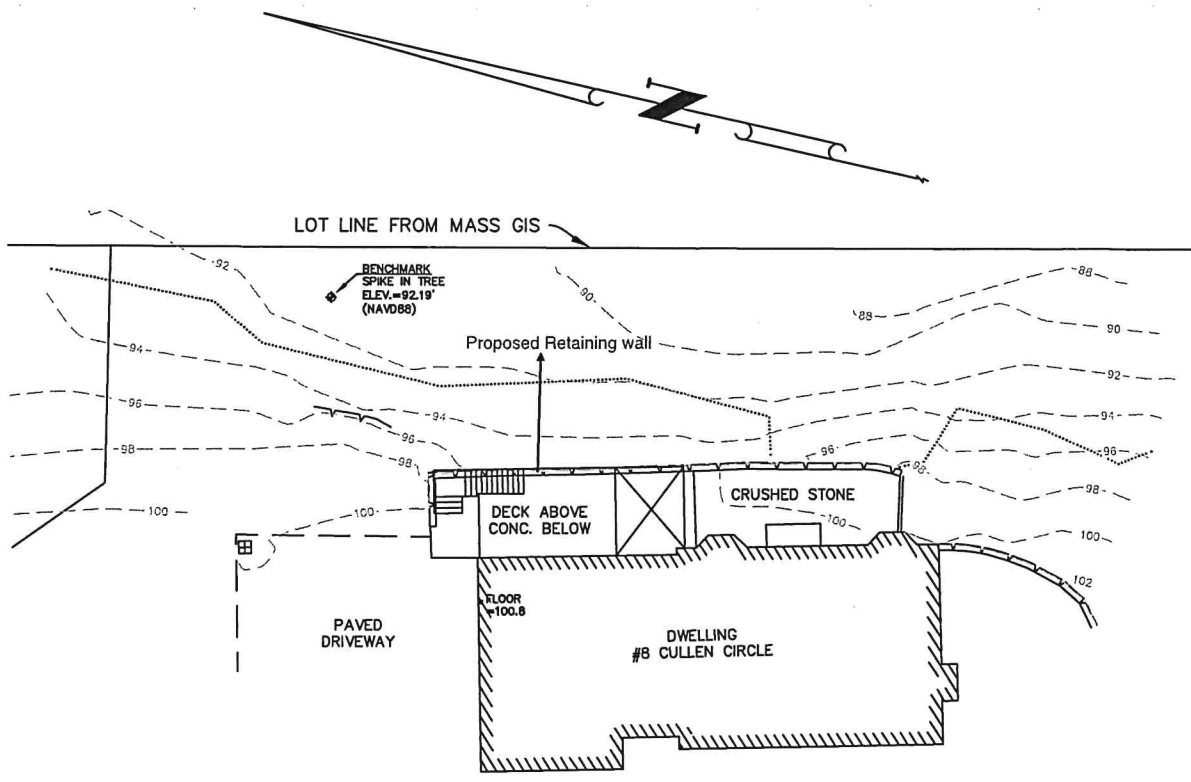 LOT LINE FROM MASS GIS
92
BENCHMARK
SPIKE IN TREE
ELEV.=92.19'
(NAVD88)
90
88
88
90
Proposed Retaining wall
94
92
96
94
94
98
96
96
96
98
98
98
100
100
DECK ABOVE
CONC. BELOW
CRUSHED STONE
100
100
102
FLOOR
=100.8
PAVED
DRIVEWAY
DWELLING
#8 CULLEN CIRCLE